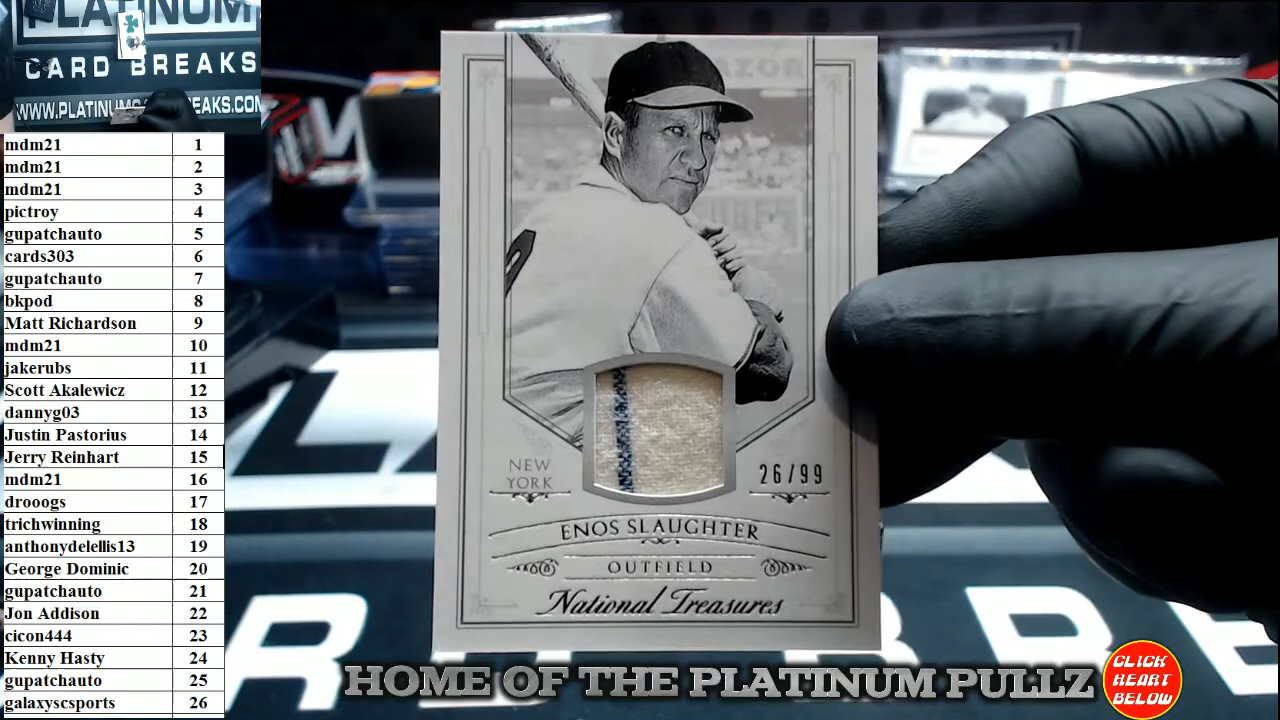 PLATINUM
CARD BREAKS
WWW.PLATINUMCARDBREAKS.COM
mdm21 1
mdm21 2
mdm21 3
pictroy 4
gupatchauto 5
cards303 6
gupatchauto 7
bkpod 8
Matt Richardson 9
mdm21 10
jakerubs 11
Scott Akalewicz 12
dannyg03 13
Justin Pastorius 14
Jerry Reinhart 15
mdm21 16
drooogs 17
trichwinning 18
anthonydelellis13 19
George Dominic 20
gupatchauto 21
Jon Addison 22
cicon444 23
Kenny Hasty 24
gupatchauto 25
galaxyscsports 26
NEW
YORK
26/99
ENOS SLAUGHTER
OUTFIELD
National Treasures
HOME OF THE PLATINUM PULLZ
CLICK
HEART
BELOW